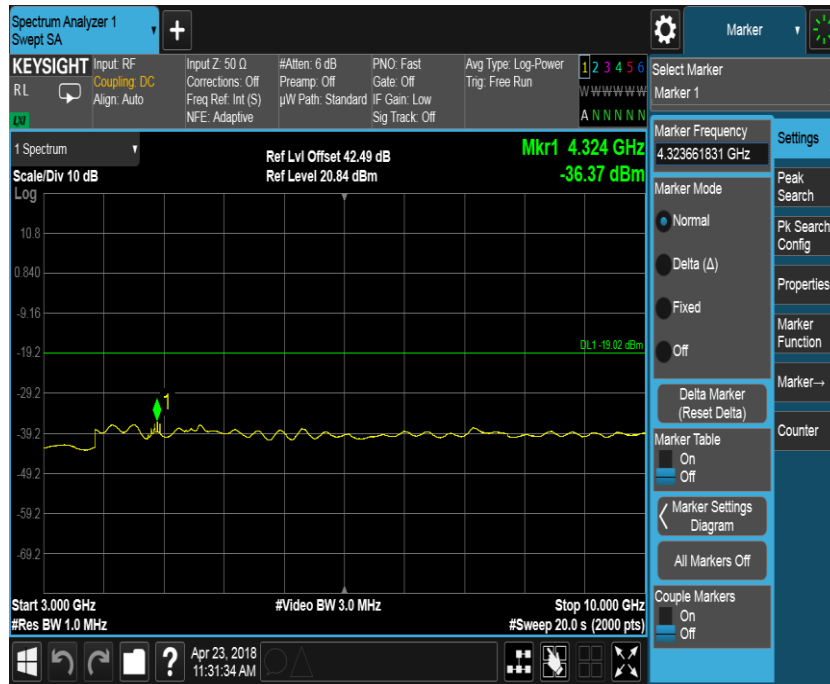 Spectrum Analyzer 1
Swept SA
+
Marker
KEYSIGHT
RL
LXI
Input: RF
Coupling: DC
Align: Auto
Input Z: 50 Ω
Corrections: Off
Freq Ref: Int (S)
NFE: Adaptive
#Atten: 6 dB
Preamp: Off
µW Path: Standard
PNO: Fast
Gate: Off
IF Gain: Low
Sig Track: Off
Avg Type: Log-Power
Trig: Free Run
1 2 3 4 5 6
W W W W W W
A N N N N N
Select Marker
Marker 1
1 Spectrum
Scale/Div 10 dB
Log
Ref Lvl Offset 42.49 dB
Ref Level 20.84 dBm
Mkr1 4.324 GHz
-36.37 dBm
10.8
0.840
-9.16
-19.2
-29.2
-39.2
-49.2
-59.2
-69.2
DL1 -19.02 dBm
1
Start 3.000 GHz
#Res BW 1.0 MHz
#Video BW 3.0 MHz
Stop 10.000 GHz
#Sweep 20.0 s (2000 pts)
Marker Frequency
4.323661831 GHz
Marker Mode
Normal
Delta (Δ)
Fixed
Off
Delta Marker
(Reset Delta)
Marker Table
On
Off
Marker Settings
Diagram
All Markers Off
Couple Markers
On
Off
Settings
Peak
Search
Pk Search
Config
Properties
Marker
Function
Marker→
Counter
?
Apr 23, 2018
11:31:34 AM